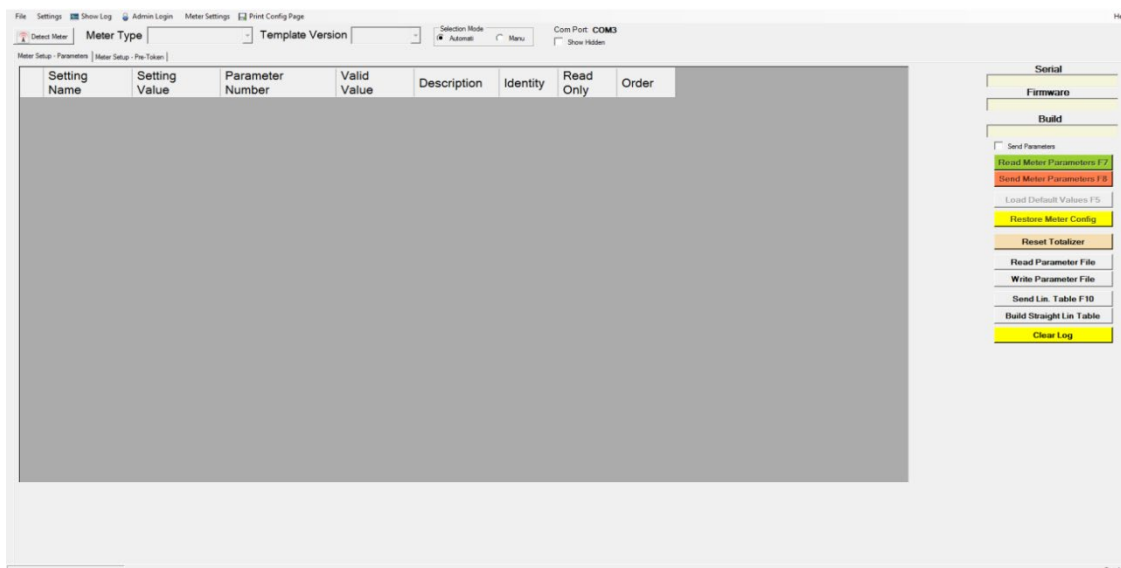 File Settings Show Log Admin Login Meter Settings Print Config Page
Detect Meter Meter Type Template Version Selection Mode Automati Manu Com Port COM3 Show Hidden
Meter Setup - Parameters Meter Setup - Pre-Token
Setting Name Setting Value Parameter Number Valid Value Description Identity Read Only Order
Serial
Firmware
Build
Send Parameters
Read Meter Parameters F7
Send Meter Parameters F8
Load Default Values F5
Restore Meter Config
Reset Totalizer
Read Parameter File
Write Parameter File
Send Lin. Table F10
Build Straight Lin Table
Clear Log